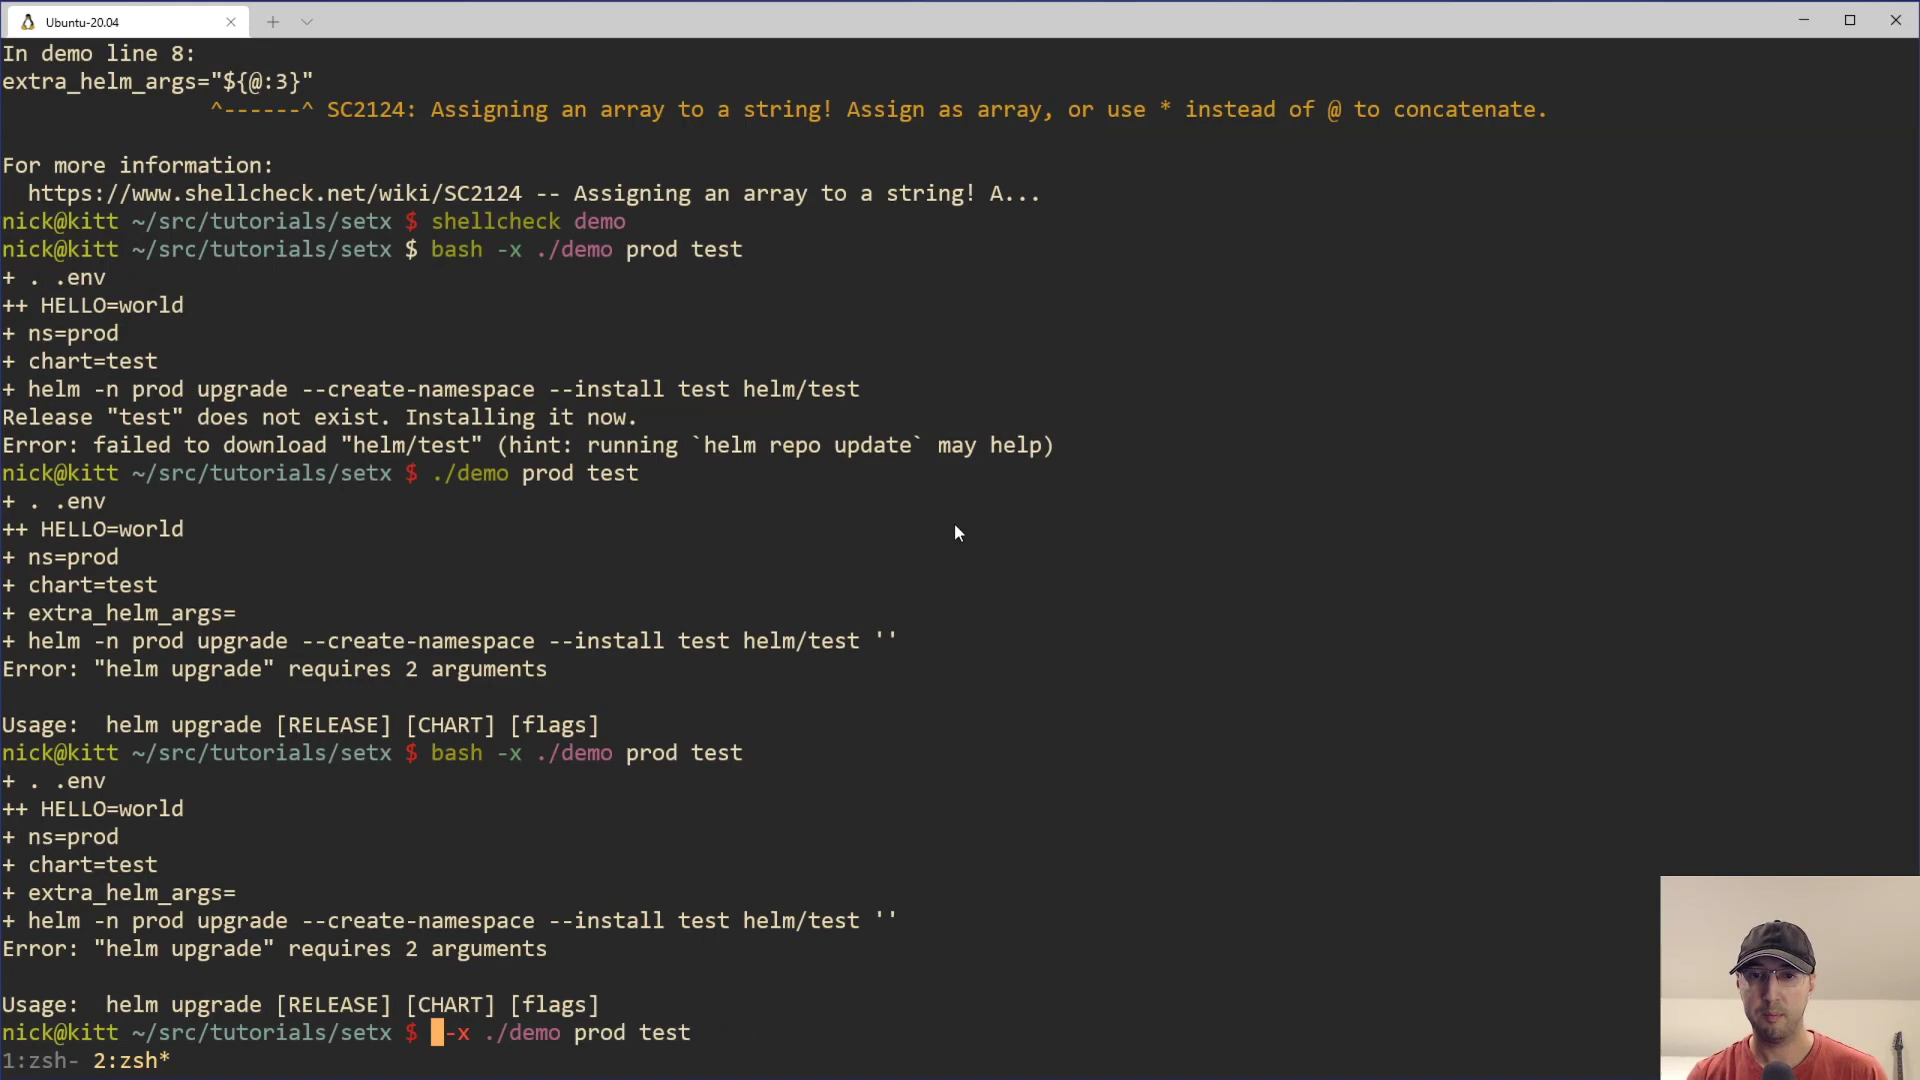 Ubuntu-20.04
In demo line 8:
extra_helm_args="${@:3}"
^------^ SC2124: Assigning an array to a string! Assign as array, or use * instead of @ to concatenate.
For more information:
https://www.shellcheck.net/wiki/SC2124 -- Assigning an array to a string! A...
nick@kitt ~/src/tutorials/setx $ shellcheck demo
nick@kitt ~/src/tutorials/setx $ bash -x ./demo prod test
+ . .env
++ HELLO=world
+ ns=prod
+ chart=test
+ helm -n prod upgrade --create-namespace --install test helm/test
Release "test" does not exist. Installing it now.
Error: failed to download "helm/test" (hint: running `helm repo update` may help)
nick@kitt ~/src/tutorials/setx $ ./demo prod test
+ . .env
++ HELLO=world
+ ns=prod
+ chart=test
+ extra_helm_args=
+ helm -n prod upgrade --create-namespace --install test helm/test ''
Error: "helm upgrade" requires 2 arguments
Usage:  helm upgrade [RELEASE] [CHART] [flags]
nick@kitt ~/src/tutorials/setx $ bash -x ./demo prod test
+ . .env
++ HELLO=world
+ ns=prod
+ chart=test
+ extra_helm_args=
+ helm -n prod upgrade --create-namespace --install test helm/test ''
Error: "helm upgrade" requires 2 arguments
Usage:  helm upgrade [RELEASE] [CHART] [flags]
nick@kitt ~/src/tutorials/setx $ -x ./demo prod test
1:zsh- 2:zsh*